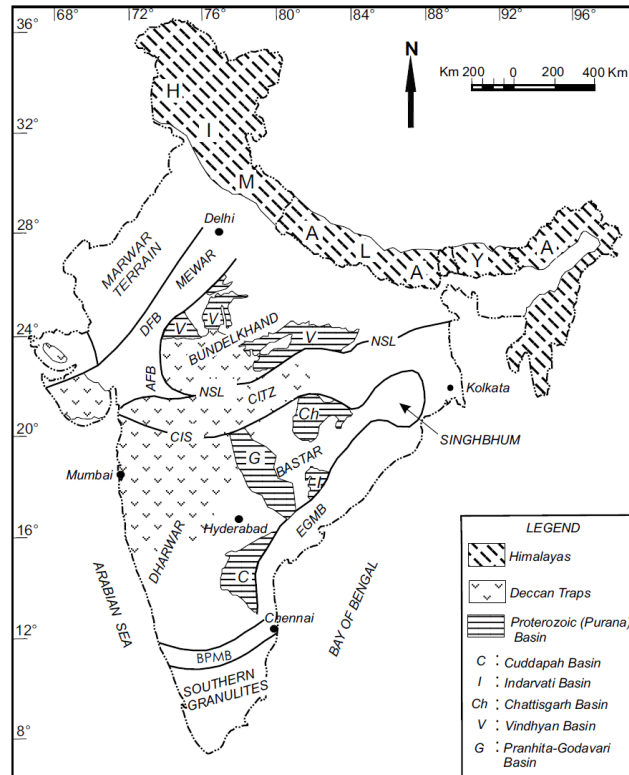 68° 72° 76° 80° 84° 88° 92° 96°
36°
32°
28°
24°
20°
16°
12°
8°
N
Km 200 0 200 400 Km
H
I
M
A
L
A
Y
A
Delhi
MARWAR
TERRAIN
MEWAR
DFB
V
V
BUNDELKHAND
V
NSL
AFB
NSL
CITZ
Kolkata
Ch
CIS
SINGHBHUM
G
BASTAR
I
Mumbai
EGMB
Hyderabad
DHARWAR
C
ARABIAN SEA
BAY OF BENGAL
Chennai
BPMB
SOUTHERN
GRANULITES
LEGEND
Himalayas
Deccan Traps
Proterozoic (Purana)
Basin
C : Cuddapah Basin
I : Indarvati Basin
Ch : Chattisgarh Basin
V : Vindhyan Basin
G : Pranhita-Godavari
Basin